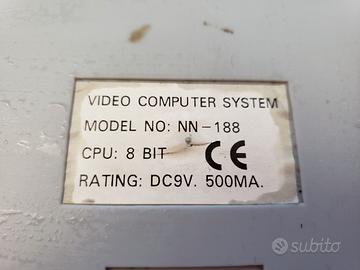 VIDEO COMPUTER SYSTEM
MODEL NO: NN-188
CPU: 8 BIT CE
RATING: DC9V. 500MA.
subito